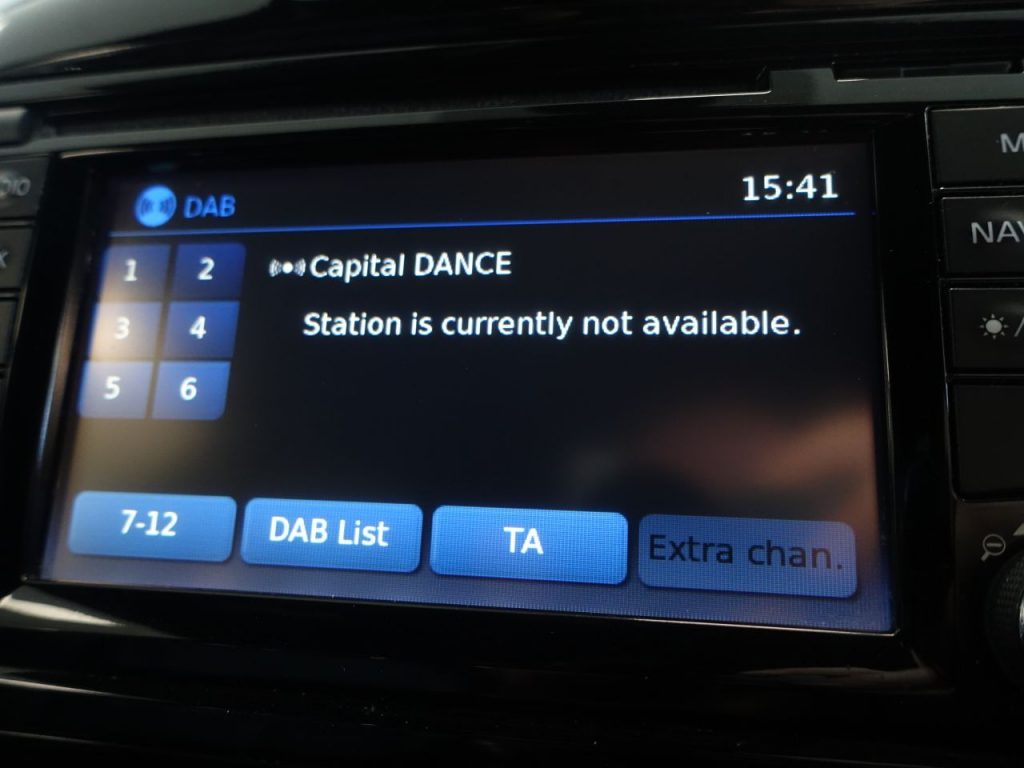 DAB
15:41
1 2
3 4
5 6
Capital DANCE
Station is currently not available.
7-12
DAB List
TA
Extra chan.
NAV